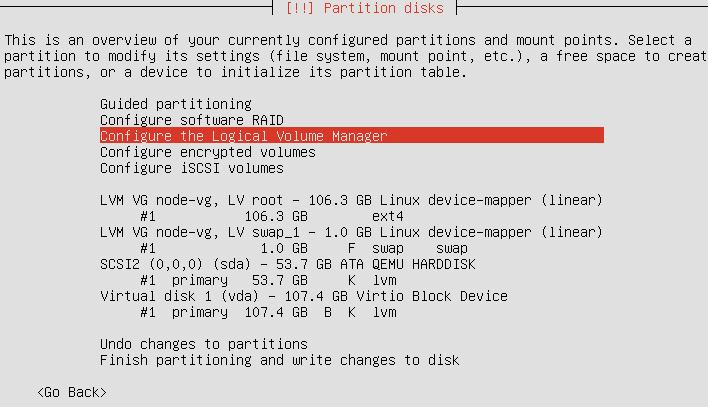 [!!] Partition disks
This is an overview of your currently configured partitions and mount points. Select a
partition to modify its settings (file system, mount point, etc.), a free space to creat
partitions, or a device to initialize its partition table.
Guided partitioning
Configure software RAID
Configure the Logical Volume Manager
Configure encrypted volumes
Configure iSCSI volumes
LVM VG node-vg, LV root - 106.3 GB Linux device-mapper (linear)
#1 106.3 GB ext4
LVM VG node-vg, LV swap_1 - 1.0 GB Linux device-mapper (linear)
#1 1.0 GB F swap swap
SCSI2 (0,0,0) (sda) - 53.7 GB ATA QEMU HARDDISK
#1 primary 53.7 GB K lvm
Virtual disk 1 (vda) - 107.4 GB Virtio Block Device
#1 primary 107.4 GB B K lvm
Undo changes to partitions
Finish partitioning and write changes to disk
<Go Back>